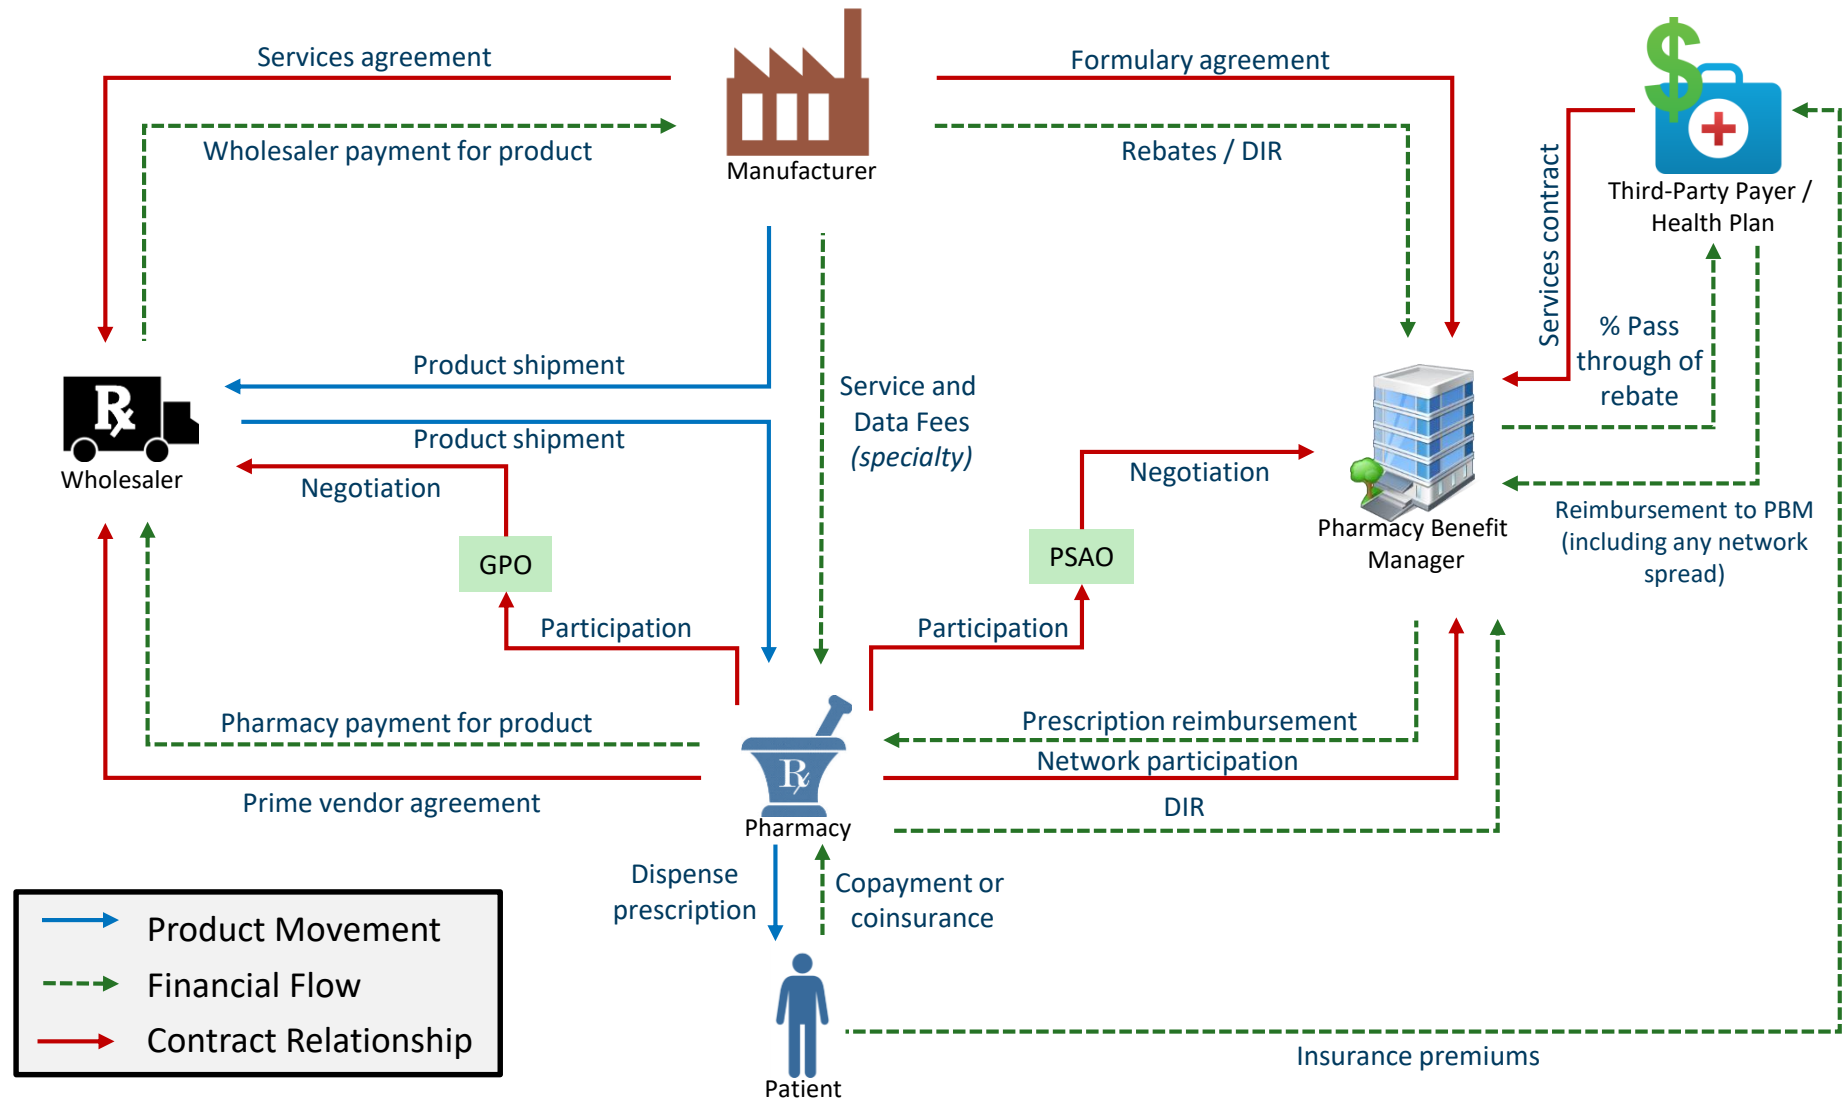 Services agreement
Formulary agreement
Wholesaler payment for product
Rebates / DIR
Manufacturer
$
Third-Party Payer /
Health Plan
Services contract
% Pass
through of
rebate
Product shipment
Product shipment
Service and
Data Fees
(specialty)
Rx
Wholesaler
Negotiation
Negotiation
GPO
PSAO
Pharmacy Benefit
Manager
Reimbursement to PBM
(including any network
spread)
Participation
Participation
Pharmacy payment for product
Prescription reimbursement
Network participation
Prime vendor agreement
DIR
Rx
Pharmacy
Dispense
prescription
Copayment or
coinsurance
Product Movement
Financial Flow
Contract Relationship
Insurance premiums
Patient